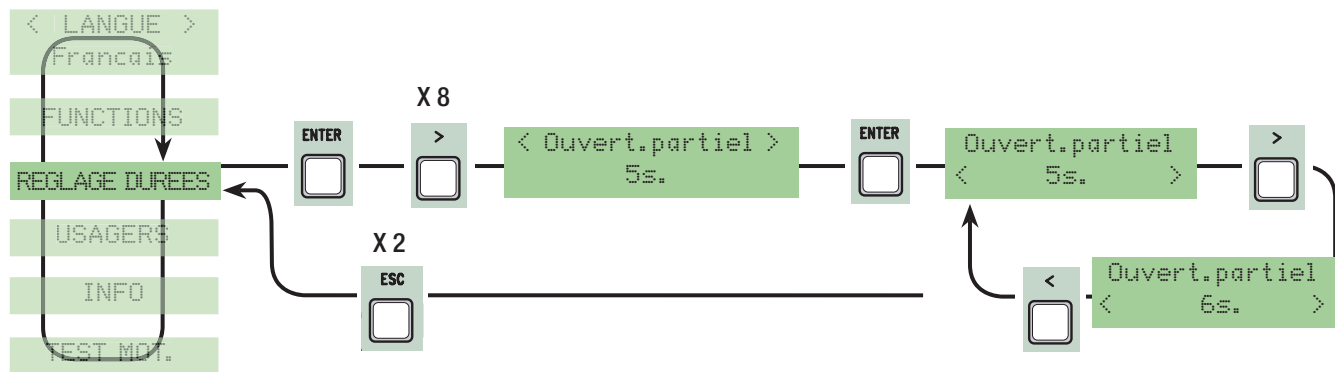 < LANGUE >
Francais
FUNCTIONS
REGLAGE DUREES
USAGERS
INFO
TEST MOT.
ENTER
X 8
>
< Ouvert.partiel >
5s.
ENTER
Ouvert.partiel
< 5s. >
>
X 2
ESC
<
Ouvert.partiel
< 6s. >